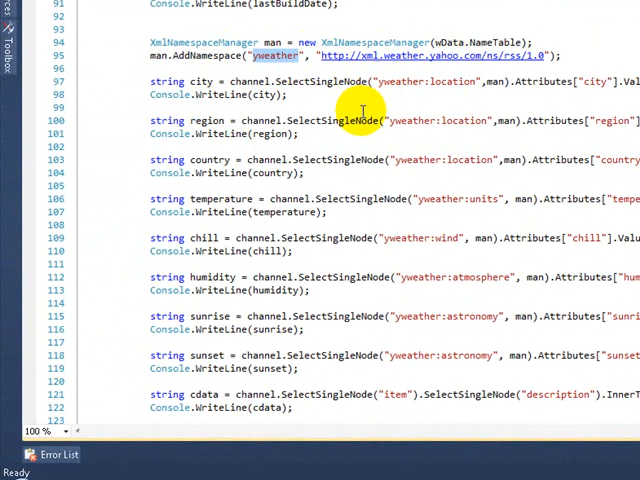 91 Console.WriteLine(lastBuildDate);
92
93
94 XmlNamespaceManager man = new XmlNamespaceManager(wData.NameTable);
95 man.AddNamespace("yweather", "http://xml.weather.yahoo.com/ns/rss/1.0");
96
97 string city = channel.SelectSingleNode("yweather:location",man).Attributes["city"].Val
98 Console.WriteLine(city);
99
100 string region = channel.SelectSingleNode("yweather:location",man).Attributes["region"]
101 Console.WriteLine(region);
102
103 string country = channel.SelectSingleNode("yweather:location",man).Attributes["country
104 Console.WriteLine(country);
105
106 string temperature = channel.SelectSingleNode("yweather:units", man).Attributes["tempe
107 Console.WriteLine(temperature);
108
109 string chill = channel.SelectSingleNode("yweather:wind", man).Attributes["chill"].Valu
110 Console.WriteLine(chill);
111
112 string humidity = channel.SelectSingleNode("yweather:atmosphere", man).Attributes["hum
113 Console.WriteLine(humidity);
114
115 string sunrise = channel.SelectSingleNode("yweather:astronomy", man).Attributes["sunri
116 Console.WriteLine(sunrise);
117
118 string sunset = channel.SelectSingleNode("yweather:astronomy", man).Attributes["sunset
119 Console.WriteLine(sunset);
120
121 string cdata = channel.SelectSingleNode("item").SelectSingleNode("description").InnerT
122 Console.WriteLine(cdata);
123
100 %
Error List
Ready
Toolbox